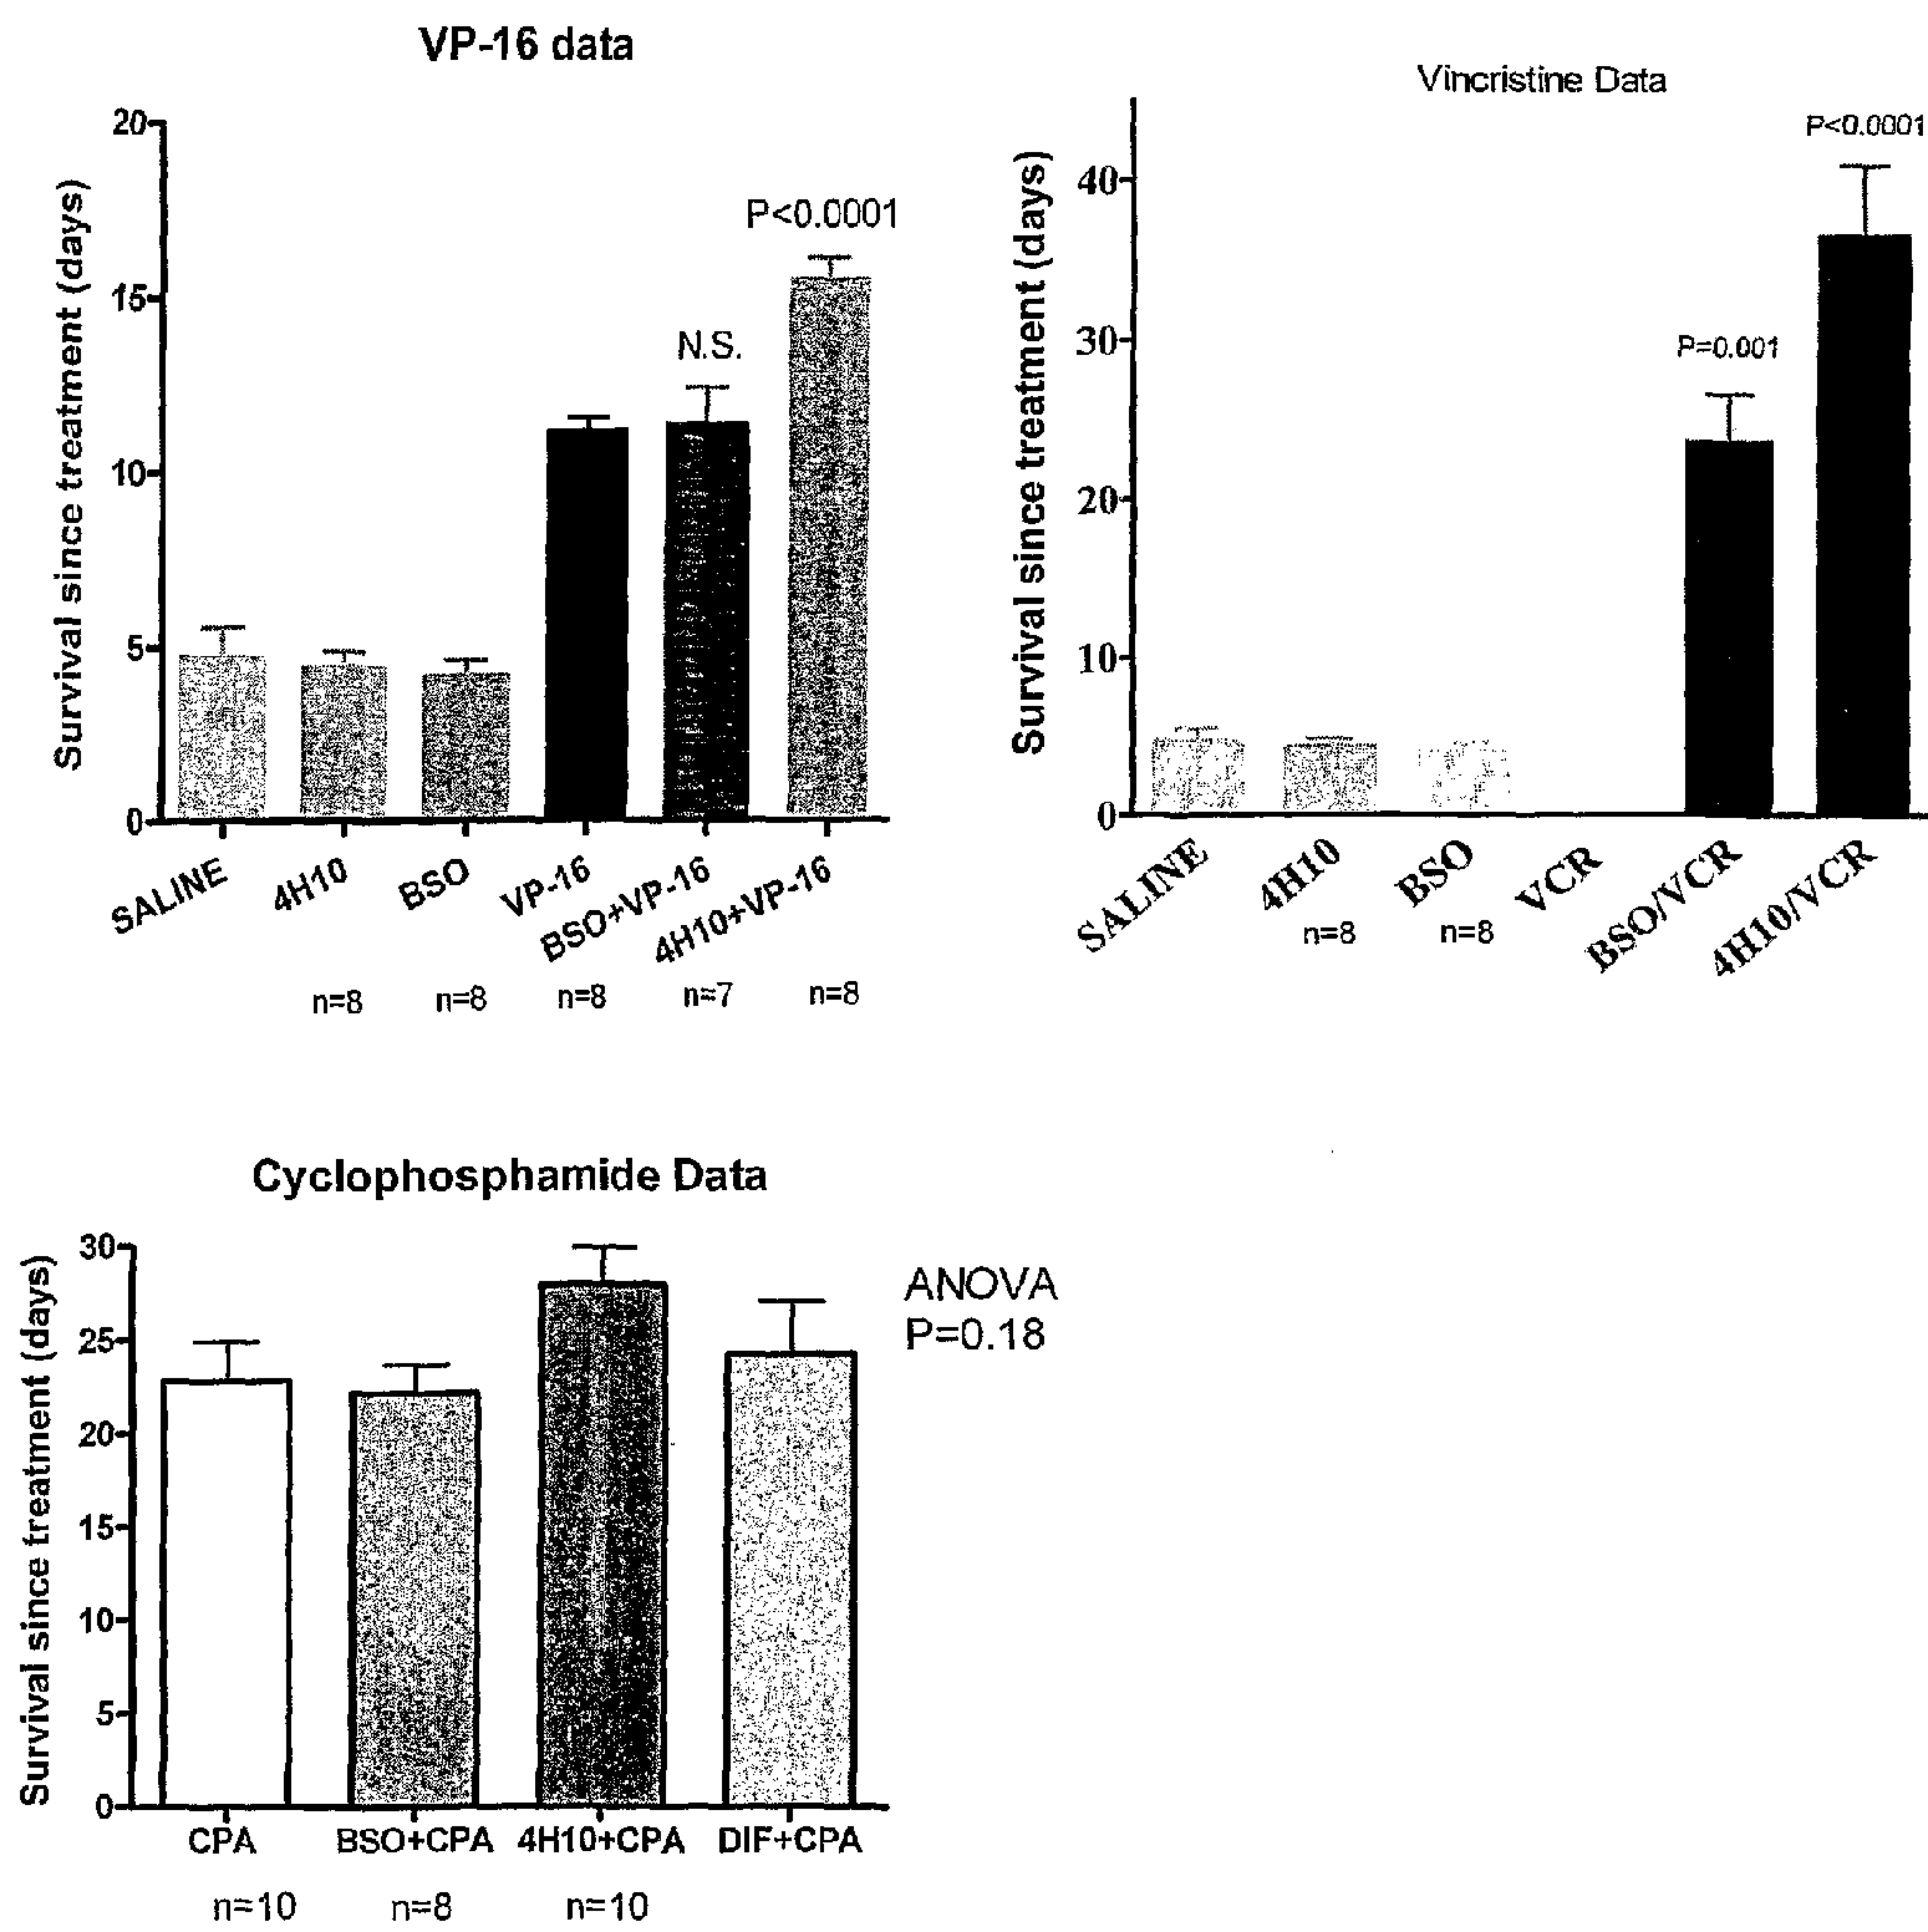 VP-16 data
Survival since treatment (days)
20
15
10
5
0
P<0.0001
N.S.
SALINE
4H10
BSO
VP-16
BSO+VP-16
4H10+VP-16
n=8
n=8
n=8
n=7
n=8
Vincristine Data
Survival since treatment (days)
40
30
20
10
0
P<0.0001
P=0.001
SALINE
4H10
BSO
VCR
BSO/VCR
4H10/VCR
n=8
n=8
Cyclophosphamide Data
Survival since treatment (days)
30
25
20
15
10
5
0
ANOVA
P=0.18
CPA
BSO+CPA
4H10+CPA
DIF+CPA
n=10
n=8
n=10